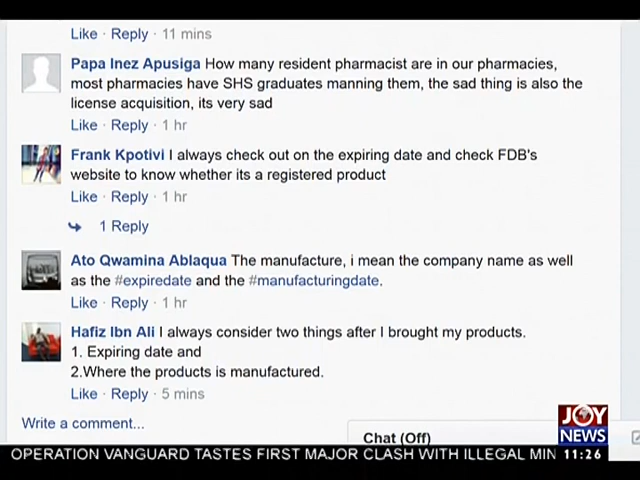 Like · Reply · 11 mins
Papa Inez Apusiga How many resident pharmacist are in our pharmacies,
most pharmacies have SHS graduates manning them, the sad thing is also the
license acquisition, its very sad
Like · Reply · 1 hr
Frank Kpotivi I always check out on the expiring date and check FDB's
website to know whether its a registered product
Like · Reply · 1 hr
1 Reply
Ato Qwamina Ablaqua The manufacture, i mean the company name as well
as the #expiredate and the #manufacturingdate.
Like · Reply · 1 hr
Hafiz Ibn Ali I always consider two things after I brought my products.
1. Expiring date and
2.Where the products is manufactured.
Like · Reply · 5 mins
Write a comment...
Chat (Off)
JOY
NEWS
OPERATION VANGUARD TASTES FIRST MAJOR CLASH WITH ILLEGAL MIN 11:26